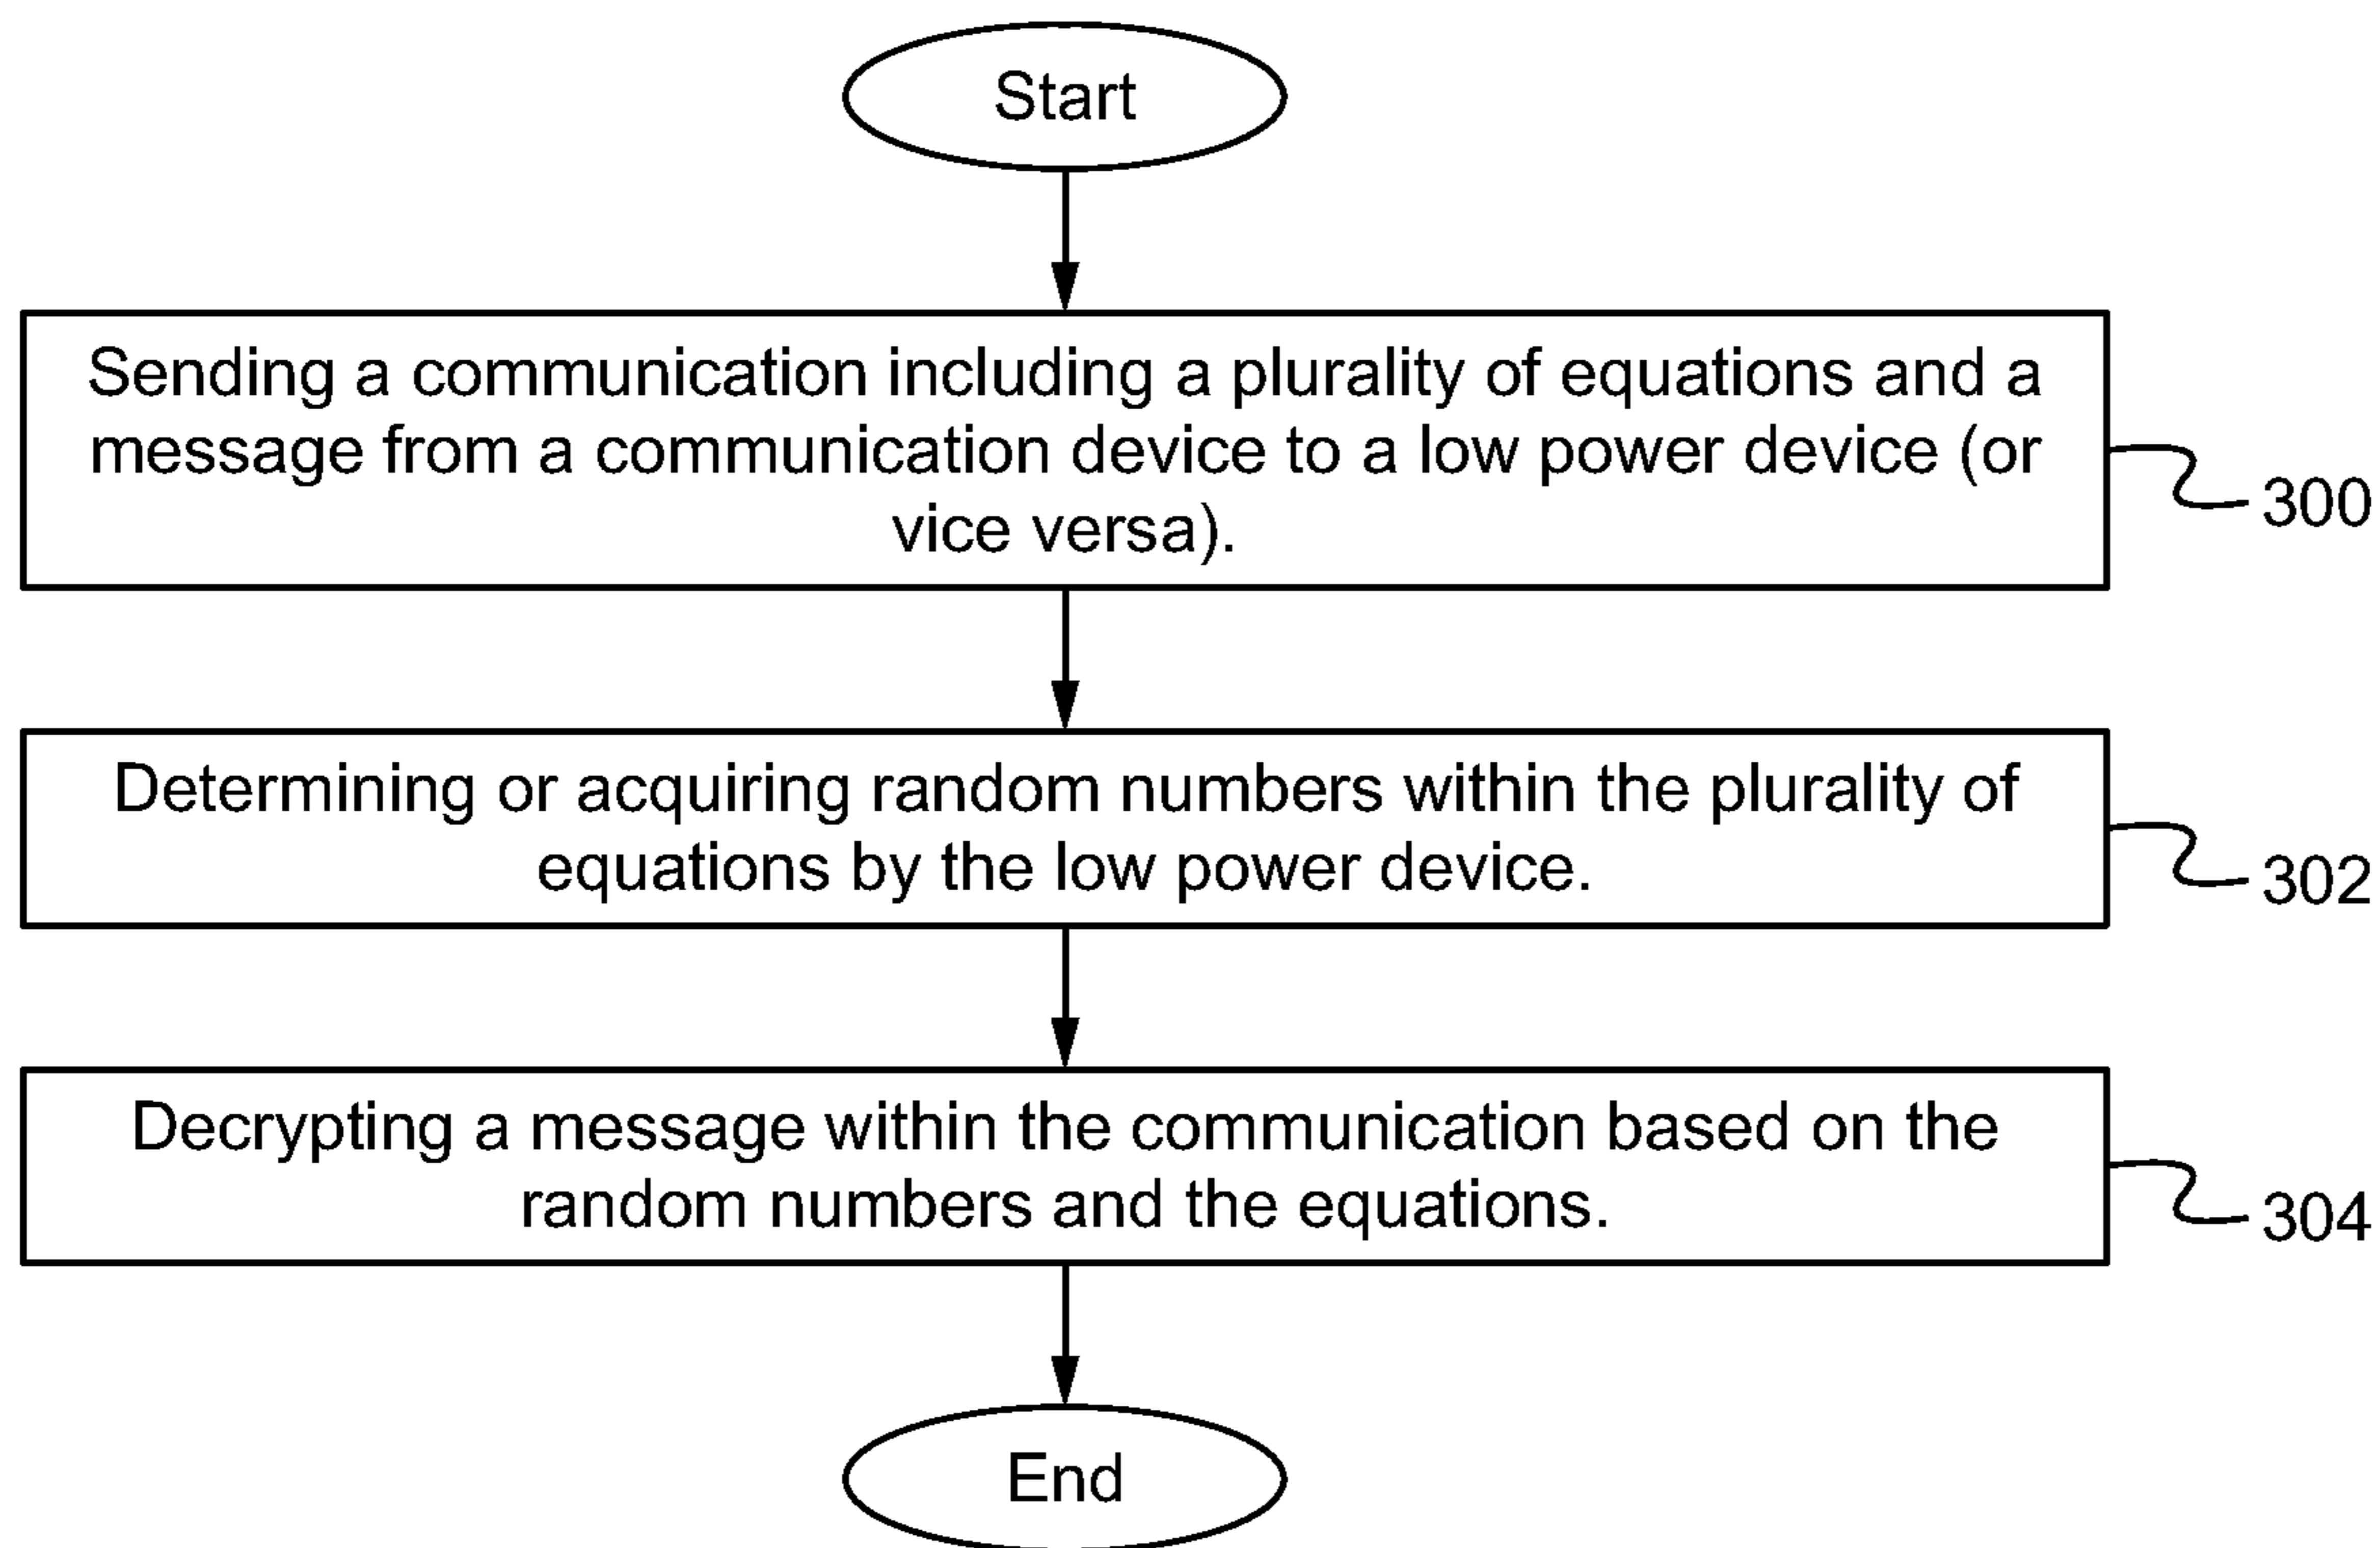 Start
Sending a communication including a plurality of equations and a
message from a communication device to a low power device (or
vice versa).
300
Determining or acquiring random numbers within the plurality of
equations by the low power device.
302
Decrypting a message within the communication based on the
random numbers and the equations.
304
End